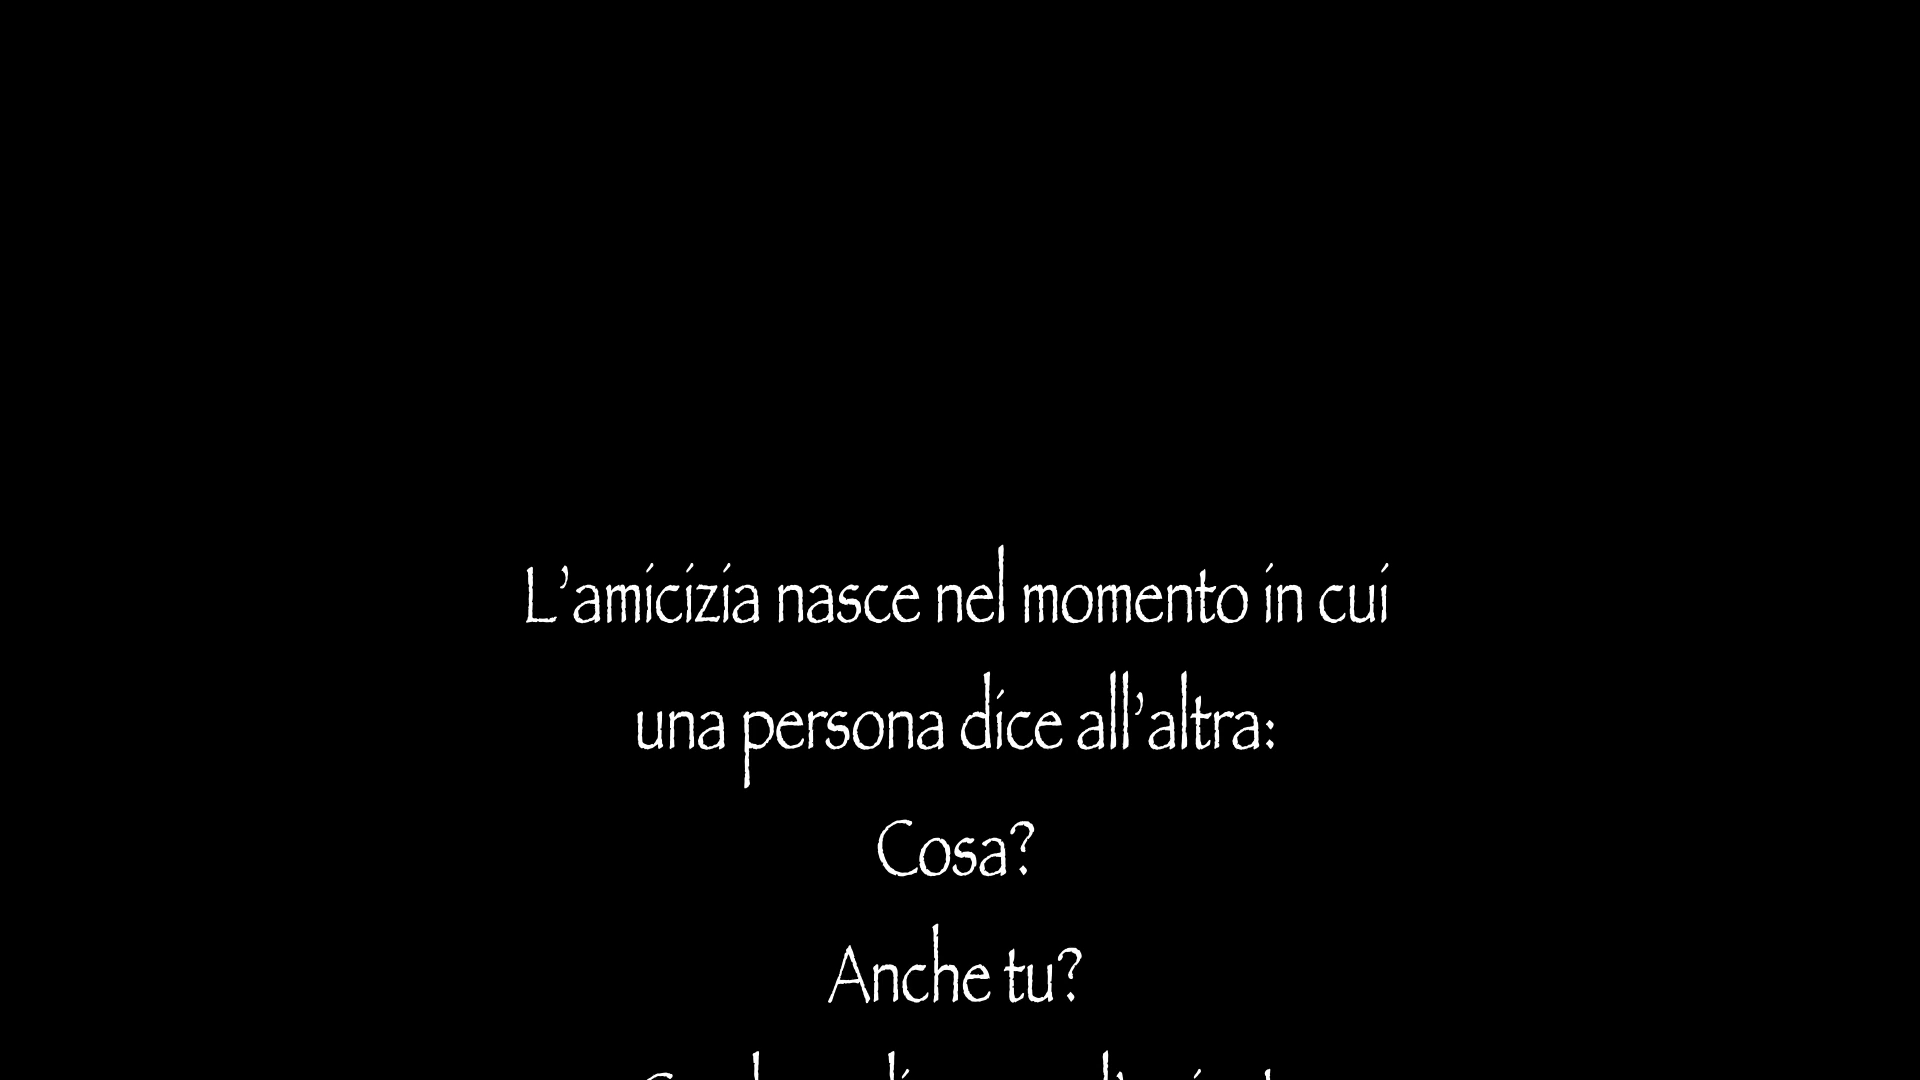 L’amicizia nasce nel momento in cui
una persona dice all’altra:
Cosa?
Anche tu?